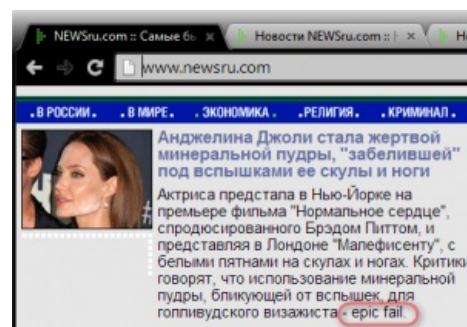 NEWSru.com :: Самые бы
Новости NEWSru.com ::
www.newsru.com
.В РОССИИ. .В МИРЕ. .ЭКОНОМИКА. .РЕЛИГИЯ. .КРИМИНАЛ.
Анджелина Джоли стала жертвой
минеральной пудры, "забелившей"
под вспышками ее скулы и ноги
Актриса предстала в Нью-Йорке на
премьере фильма "Нормальное сердце",
спродюсированного Брэдом Питтом, и
представляя в Лондоне "Малефисенту", с
белыми пятнами на скулах и ногах. Критики
говорят, что использование минеральной
пудры, бликующей от вспышек, для
голливудского визажиста - epic fail.